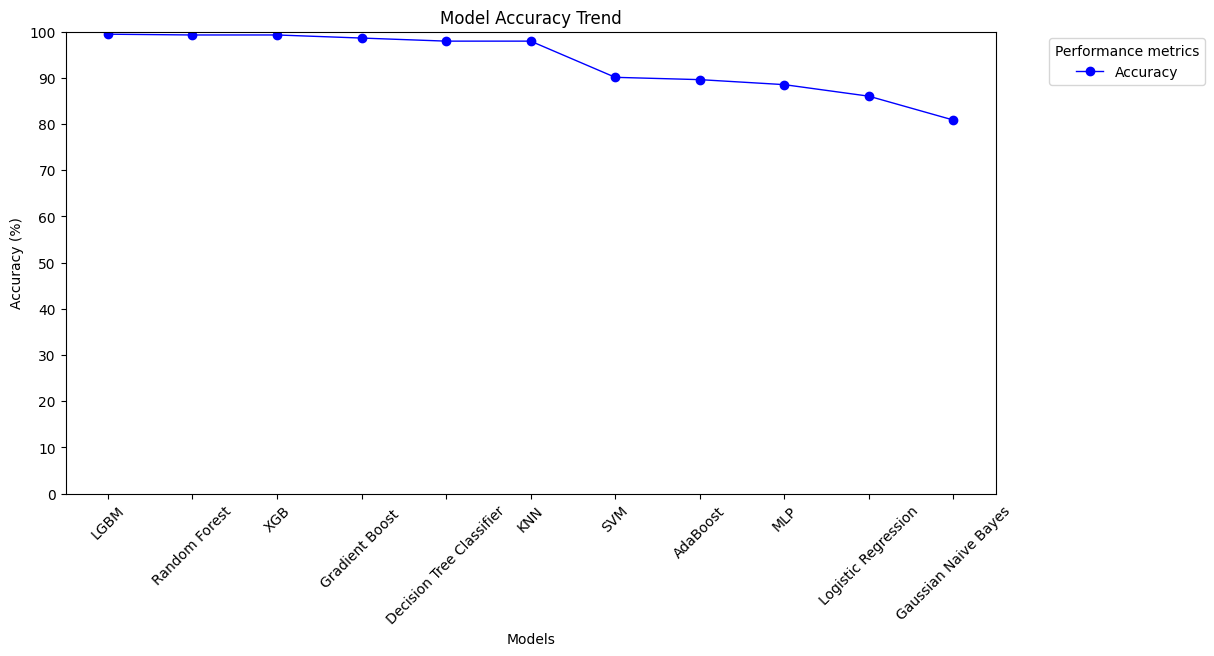 Model Accuracy Trend
Performance metrics
Accuracy
Accuracy (%)
100
90
80
70
60
50
40
30
20
10
0
LGBM
Random Forest
XGB
Gradient Boost
Decision Tree Classifier
KNN
SVM
AdaBoost
MLP
Logistic Regression
Gaussian Naive Bayes
Models